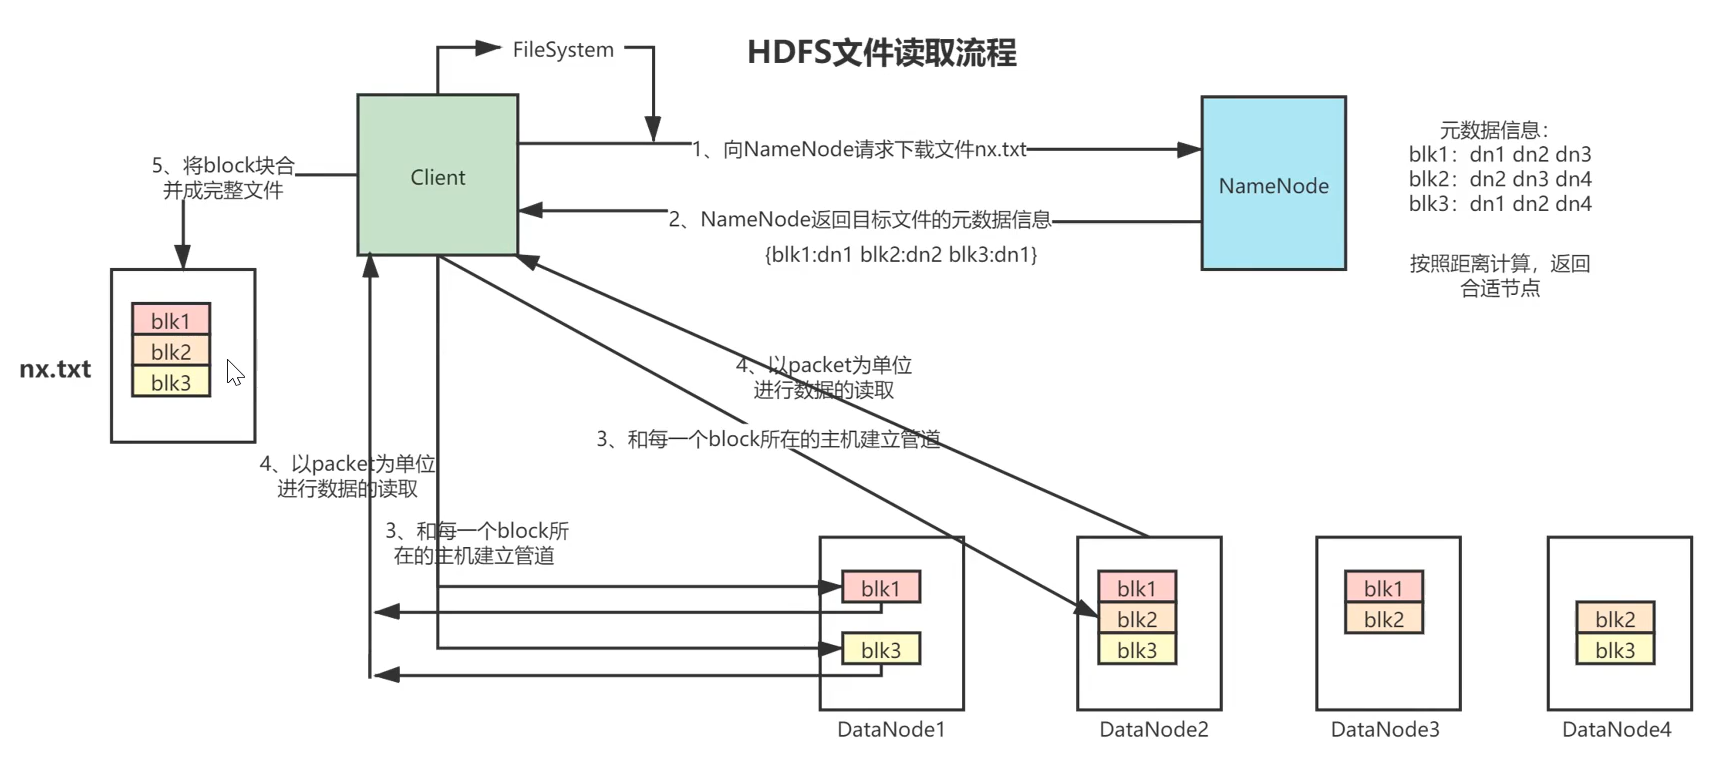 HDFS文件读取流程
FileSystem
Client
1、向NameNode请求下载文件nx.txt
2、NameNode返回目标文件的元数据信息
{blk1:dn1 blk2:dn2 blk3:dn1}
NameNode
元数据信息：
blk1：dn1 dn2 dn3
blk2：dn2 dn3 dn4
blk3：dn1 dn2 dn4
按照距离计算，返回
合适节点
5、将block块合
并成完整文件
nx.txt
blk1
blk2
blk3
4、以packet为单位
进行数据的读取
3、和每一个block所在的主机建立管道
4、以packet为单位
进行数据的读取
3、和每一个block所
在的主机建立管道
blk1
blk3
DataNode1
blk1
blk2
blk3
DataNode2
blk1
blk2
DataNode3
blk2
blk3
DataNode4